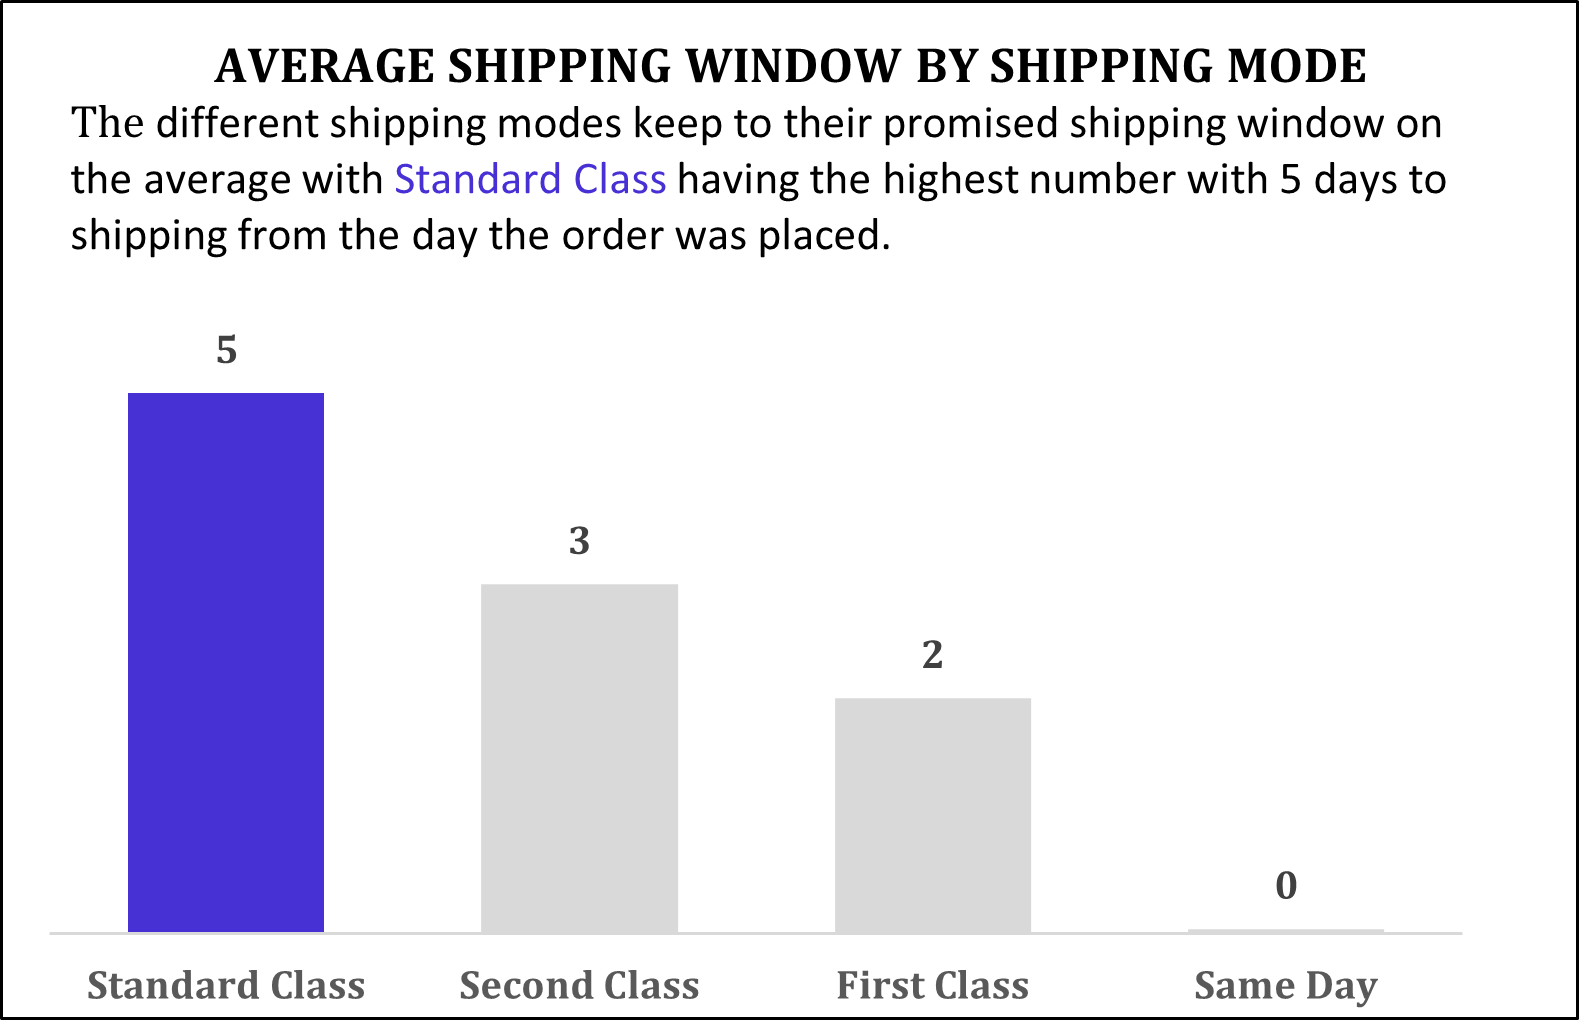 AVERAGE SHIPPING WINDOW BY SHIPPING MODE
The different shipping modes keep to their promised shipping window on
the average with Standard Class having the highest number with 5 days to
shipping from the day the order was placed.
5
3
2
0
Standard Class
Second Class
First Class
Same Day